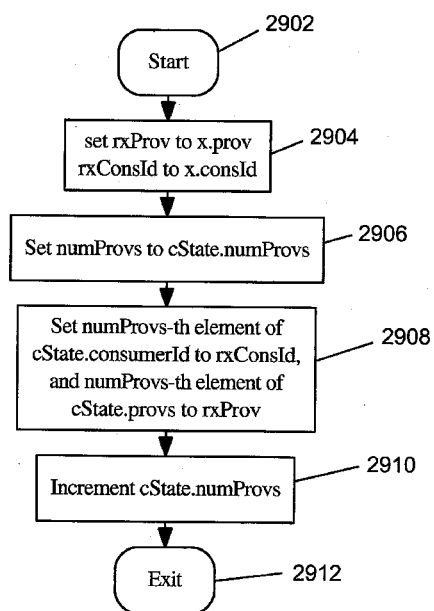 2902
Start
set rxProv to x.prov
rxConsId to x.consId
2904
Set numProvs to cState.numProvs
2906
Set numProvs-th element of
cState.consumerId to rxConsId,
and numProvs-th element of
cState.provs to rxProv
2908
Increment cState.numProvs
2910
Exit
2912